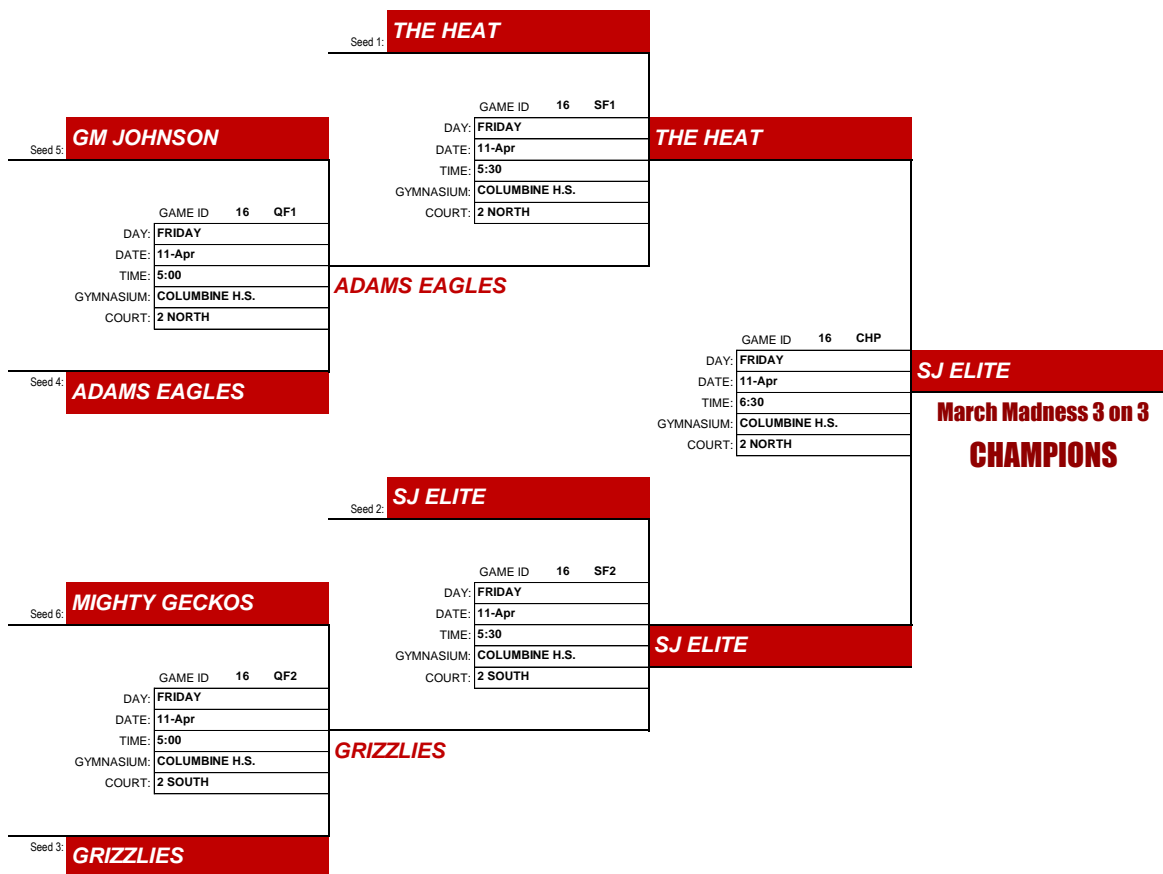 Seed 1: THE HEAT
GAME ID 16 SF1
DAY: FRIDAY
DATE: 11-Apr
TIME: 5:30
GYMNASIUM: COLUMBINE H.S.
COURT: 2 NORTH
Seed 5: GM JOHNSON
GAME ID 16 QF1
DAY: FRIDAY
DATE: 11-Apr
TIME: 5:00
GYMNASIUM: COLUMBINE H.S.
COURT: 2 NORTH
Seed 4: ADAMS EAGLES
ADAMS EAGLES
THE HEAT
GAME ID 16 CHP
DAY: FRIDAY
DATE: 11-Apr
TIME: 6:30
GYMNASIUM: COLUMBINE H.S.
COURT: 2 NORTH
SJ ELITE
March Madness 3 on 3
CHAMPIONS
Seed 2: SJ ELITE
GAME ID 16 SF2
DAY: FRIDAY
DATE: 11-Apr
TIME: 5:30
GYMNASIUM: COLUMBINE H.S.
COURT: 2 SOUTH
SJ ELITE
Seed 6: MIGHTY GECKOS
GAME ID 16 QF2
DAY: FRIDAY
DATE: 11-Apr
TIME: 5:00
GYMNASIUM: COLUMBINE H.S.
COURT: 2 SOUTH
GRIZZLIES
Seed 3: GRIZZLIES